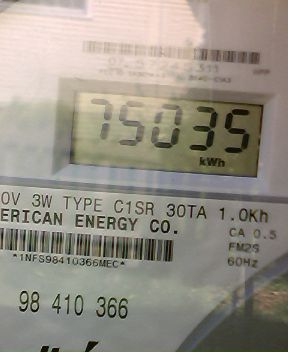 75035
kWh
0V 3W TYPE C1SR 30TA 1.0Kh
ERICAN ENERGY CO.
CA 0.5
FM2S
60Hz
*1NFS98410366MEC*
98 410 366